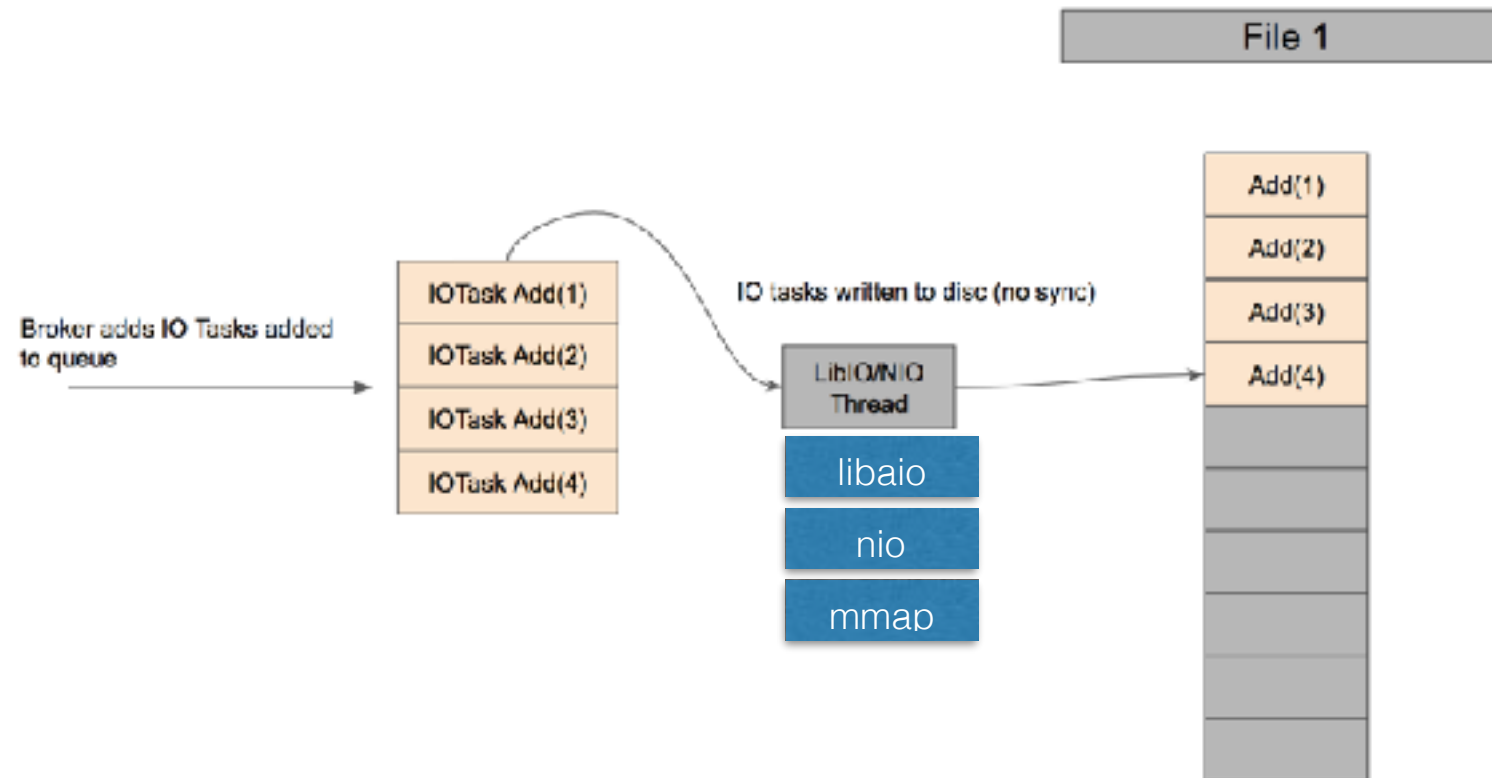 File 1
Broker adds IO Tasks added
to queue
IOTask Add(1)
IOTask Add(2)
IOTask Add(3)
IOTask Add(4)
IO tasks written to disc (no sync)
LibIO/NIO
Thread
libaio
nio
mmap
Add(1)
Add(2)
Add(3)
Add(4)